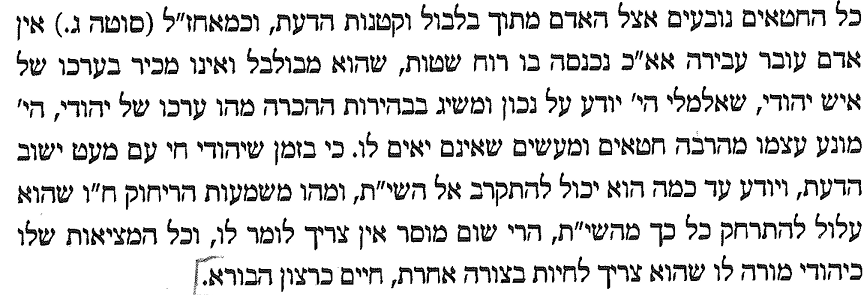 כל החטאים נובעים אצל האדם מתוך בלבול וקטנות הדעת, וכמאחז"ל (סוטה ג.) אין
אדם עובר עבירה אא"כ נכנסה בו רוח שטות, שהוא מבולבל ואינו מכיר בערכו של
איש יהודי, שאלמלי הי' יודע על נכון ומשיג בבהירות ההכרה מהו ערכו של יהודי, הי'
מונע עצמו מהרבה חטאים ומעשים שאינם יאים לו. כי בזמן שיהודי חי עם מעט ישוב
הדעת, ויודע עד כמה הוא יכול להתקרב אל השי"ת, ומהו משמעות הריחוק ח"ו שהוא
עלול להתרחק כל כך מהשי"ת, הרי שום מוסר אין צריך לומר לו, וכל המציאות שלו
כיהודי מורה לו שהוא צריך לחיות בצורה אחרת, חיים כרצון הבורא.